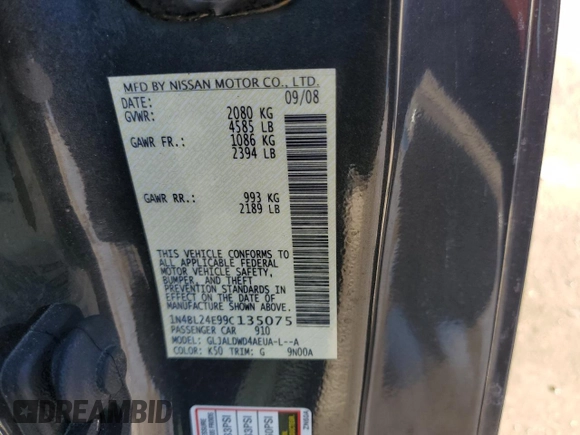 MFD BY NISSAN MOTOR CO., LTD.
DATE: 09/08
GVWR: 2080 KG
4585 LB
GAWR FR.: 1086 KG
2394 LB
GAWR RR.: 993 KG
2189 LB
THIS VEHICLE CONFORMS TO
ALL APPLICABLE FEDERAL
MOTOR VEHICLE SAFETY,
BUMPER, AND THEFT
PREVENTION STANDARDS IN
EFFECT ON THE DATE OF
MANUFACTURE SHOWN ABOVE.
1N4BL24E99C135075
PASSENGER CAR 910
MODEL: GLJALDWD4AEUA-L--A
COLOR: K50 TRIM: G 9N00A
DREAMBID